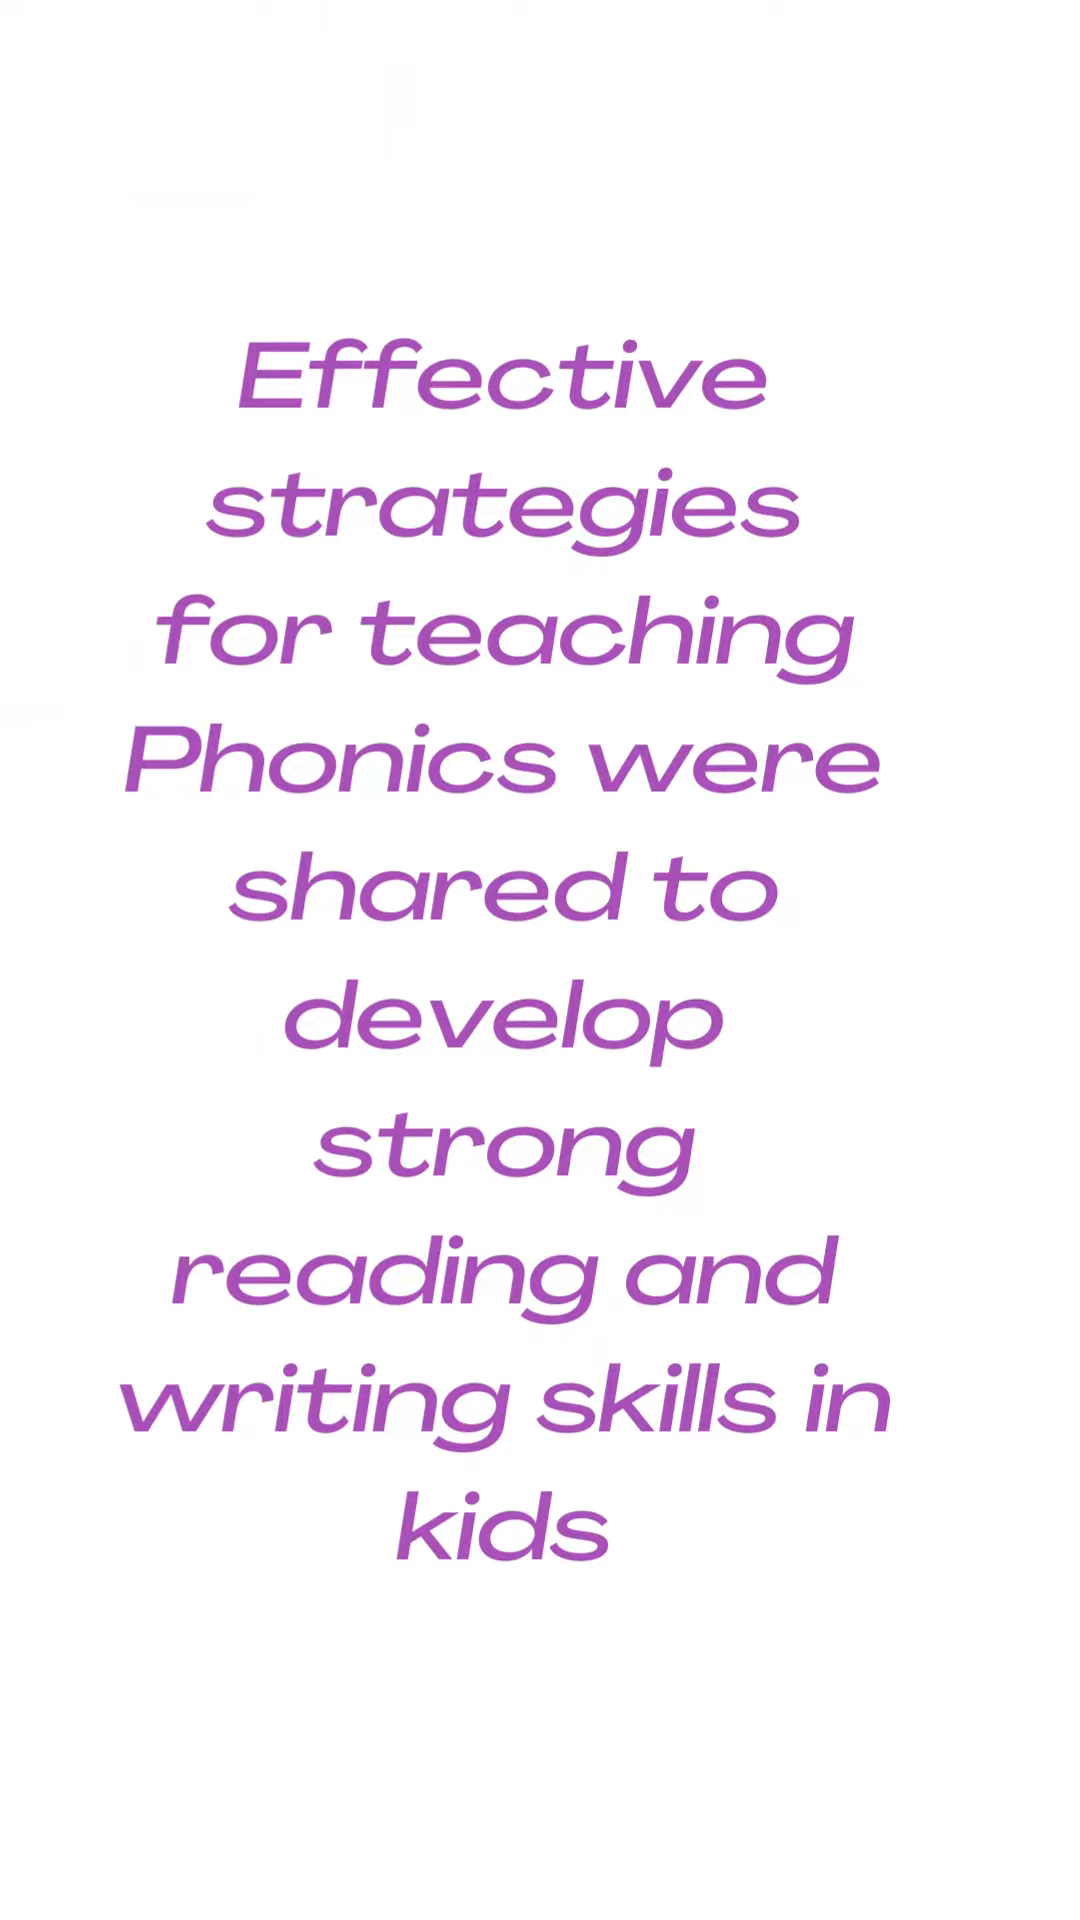 Effective
strategies
for teaching
Phonics were
shared to
develop
strong
reading and
writing skills in
kids